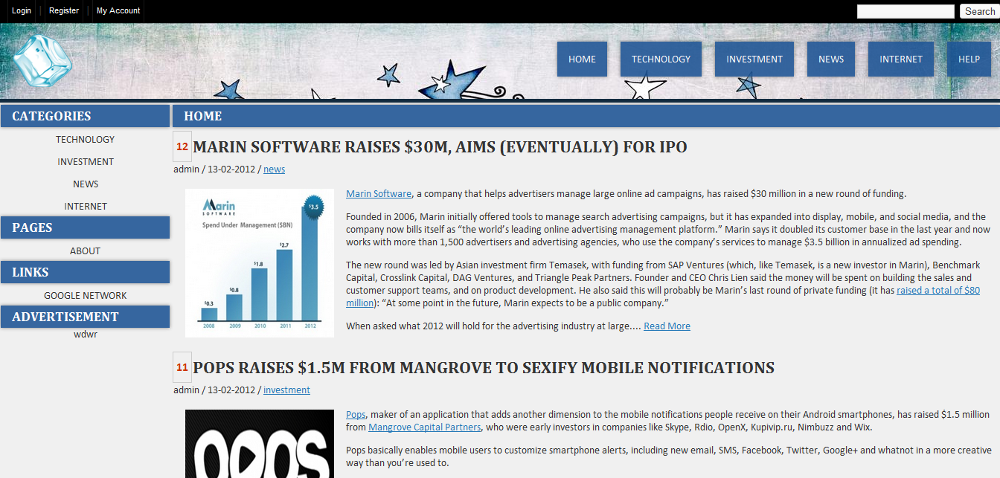 Login | Register | My Account
Search
HOME TECHNOLOGY INVESTMENT NEWS INTERNET HELP
CATEGORIES
TECHNOLOGY
INVESTMENT
NEWS
INTERNET
PAGES
ABOUT
LINKS
GOOGLE NETWORK
ADVERTISEMENT
wdwr
HOME
12 MARIN SOFTWARE RAISES $30M, AIMS (EVENTUALLY) FOR IPO
admin / 13-02-2012 / news
Marin
SOFTWARE
Spend Under Management ($BN)
$0.3 $0.8 $1.8 $2.7 $3.5
2008 2009 2010 2011 2012
Marin Software, a company that helps advertisers manage large online ad campaigns, has raised $30 million in a new round of funding.
Founded in 2006, Marin initially offered tools to manage search advertising campaigns, but it has expanded into display, mobile, and social media, and the
company now bills itself as “the world’s leading online advertising management platform.” Marin says it doubled its customer base in the last year and now
works with more than 1,500 advertisers and advertising agencies, who use the company’s services to manage $3.5 billion in annualized ad spending.
The new round was led by Asian investment firm Temasek, with funding from SAP Ventures (which, like Temasek, is a new investor in Marin), Benchmark
Capital, Crosslink Capital, DAG Ventures, and Triangle Peak Partners. Founder and CEO Chris Lien said the money will be spent on building the sales and
customer support teams, and on product development. He also said this will probably be Marin’s last round of private funding (it has raised a total of $80
million): “At some point in the future, Marin expects to be a public company.”
When asked what 2012 will hold for the advertising industry at large.... Read More
11 POPS RAISES $1.5M FROM MANGROVE TO SEXIFY MOBILE NOTIFICATIONS
admin / 13-02-2012 / investment
POPS
Pops, maker of an application that adds another dimension to the mobile notifications people receive on their Android smartphones, has raised $1.5 million
from Mangrove Capital Partners, who were early investors in companies like Skype, Rdio, OpenX, Kupivip.ru, Nimbuzz and Wix.
Pops basically enables mobile users to customize smartphone alerts, including new email, SMS, Facebook, Twitter, Google+ and whatnot in a more creative
way than you’re used to.